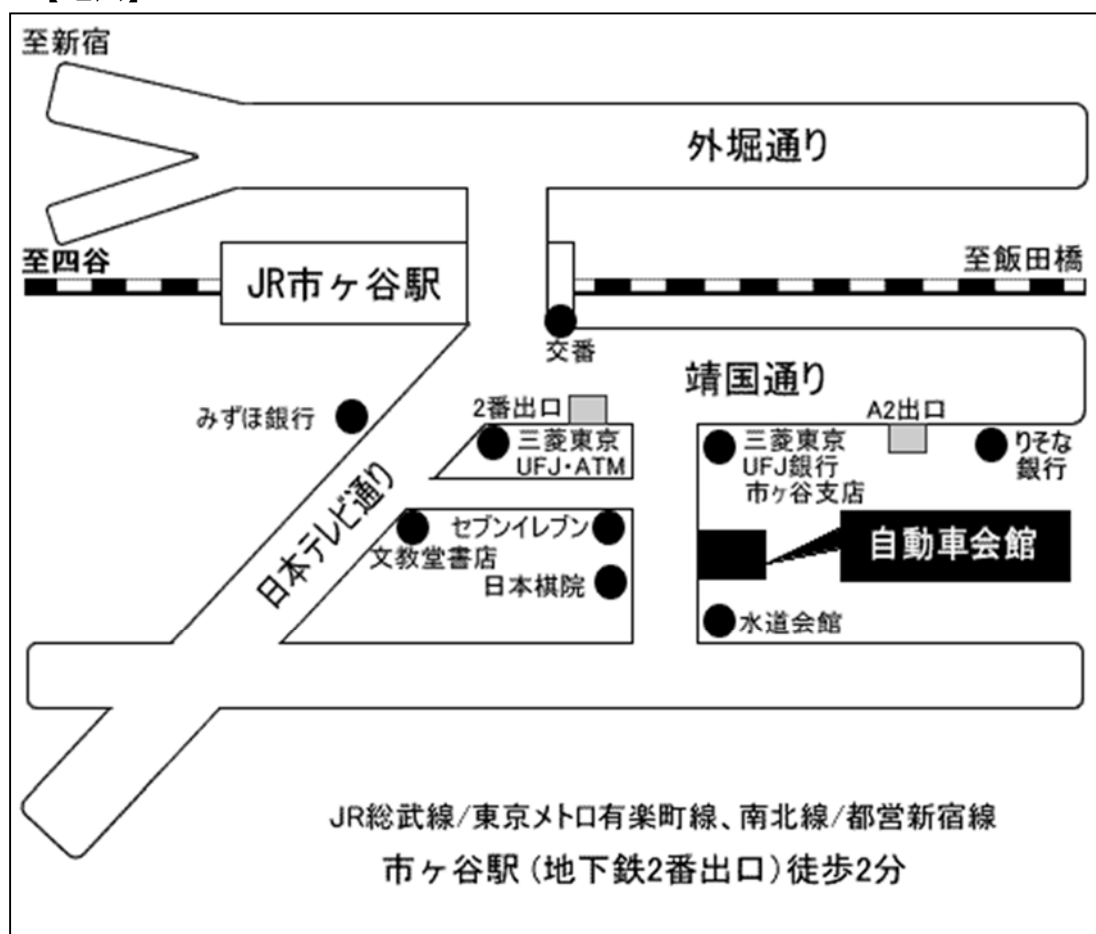 至新宿
外堀通り
至四谷
JR市ヶ谷駅
至飯田橋
交番
靖国通り
みずほ銀行
2番出口
A2出口
三菱東京
UFJ・ATM
三菱東京
UFJ銀行
市ヶ谷支店
りそな
銀行
日本テレビ通り
セブンイレブン
文教堂書店
日本棋院
自動車会館
水道会館
JR総武線/東京メトロ有楽町線、南北線/都営新宿線
市ヶ谷駅(地下鉄2番出口)徒歩2分